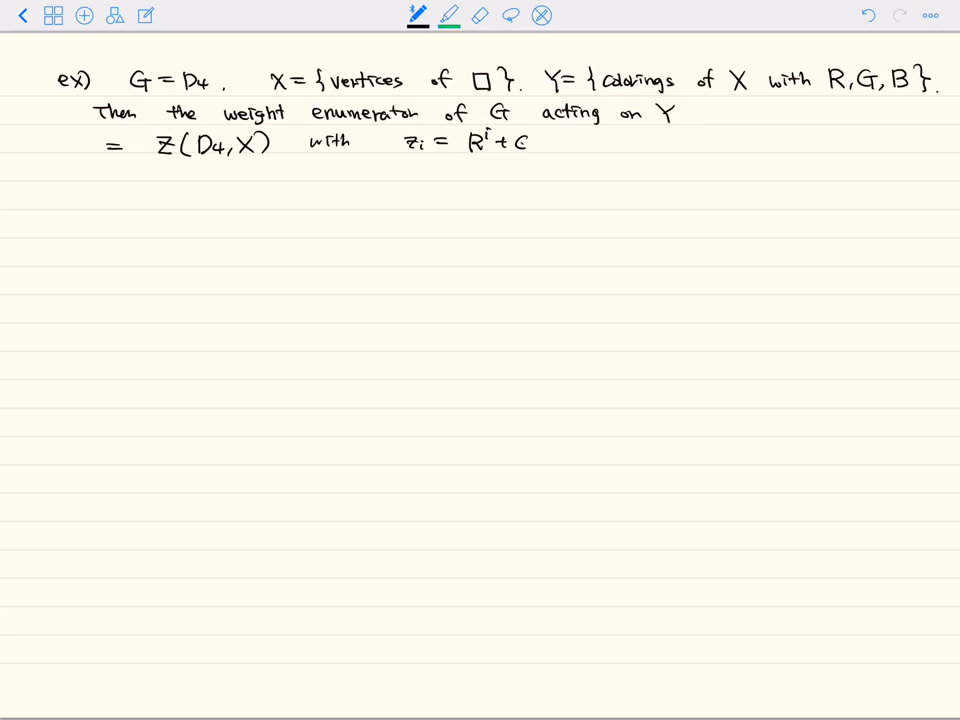 ex) G = D4, X = {vertices of □}. Y = {colorings of X with R, G, B}.
Then the weight enumerator of G acting on Y
= Z(D4, X) with zi = R^i + C